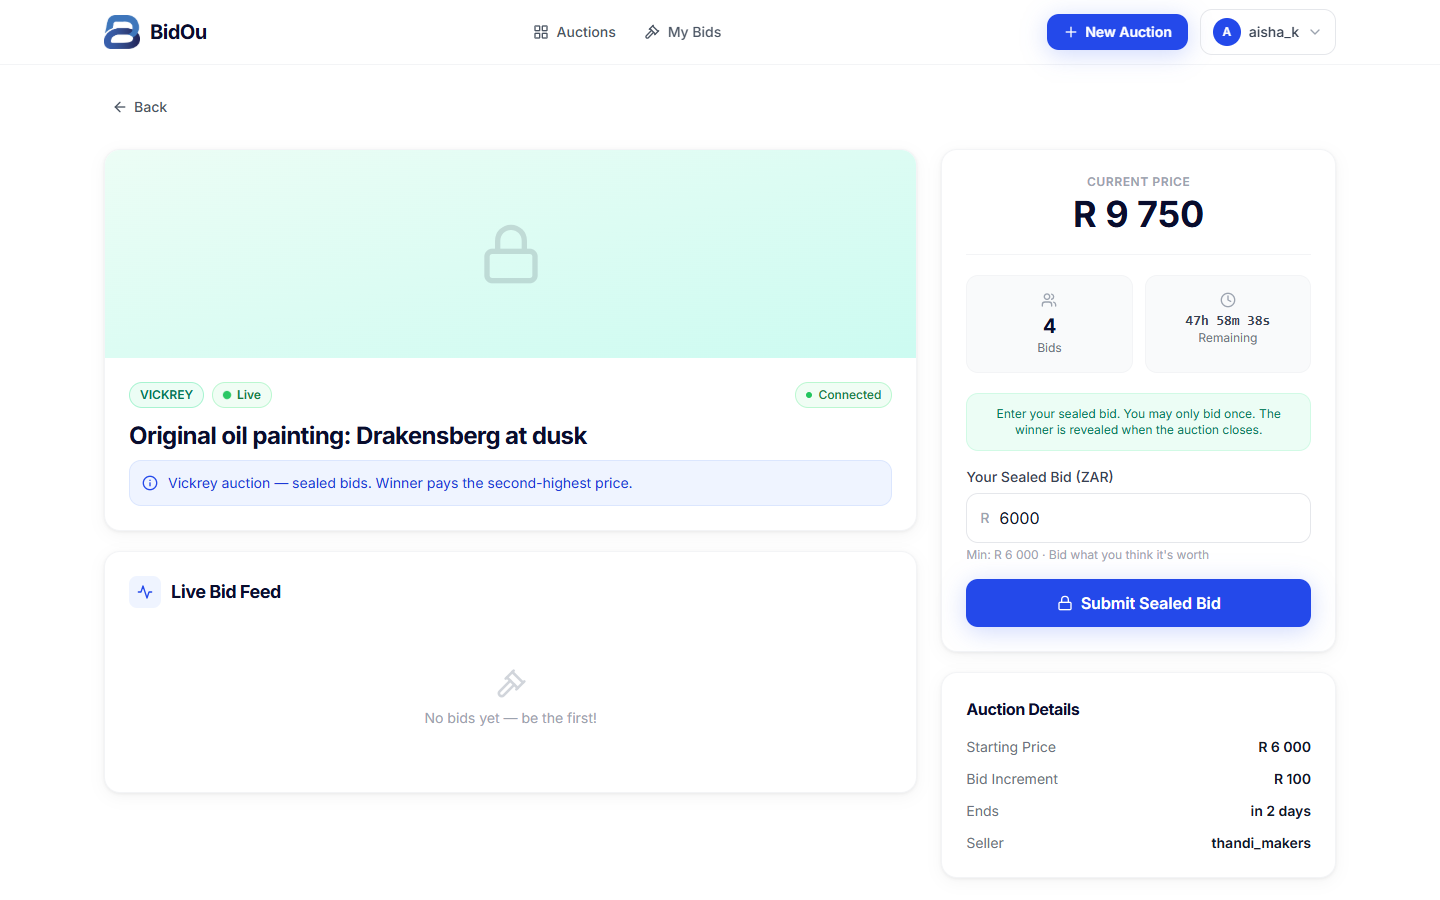 BidOu
Auctions
My Bids
New Auction
A
aisha_k
Back
VICKREY
Live
Connected
Original oil painting: Drakensberg at dusk
Vickrey auction — sealed bids. Winner pays the second-highest price.
Live Bid Feed
No bids yet — be the first!
CURRENT PRICE
R 9 750
4
Bids
47h 58m 38s
Remaining
Enter your sealed bid. You may only bid once. The
winner is revealed when the auction closes.
Your Sealed Bid (ZAR)
R 6000
Min: R 6 000 · Bid what you think it's worth
Submit Sealed Bid
Auction Details
Starting Price R 6 000
Bid Increment R 100
Ends in 2 days
Seller thandi_makers